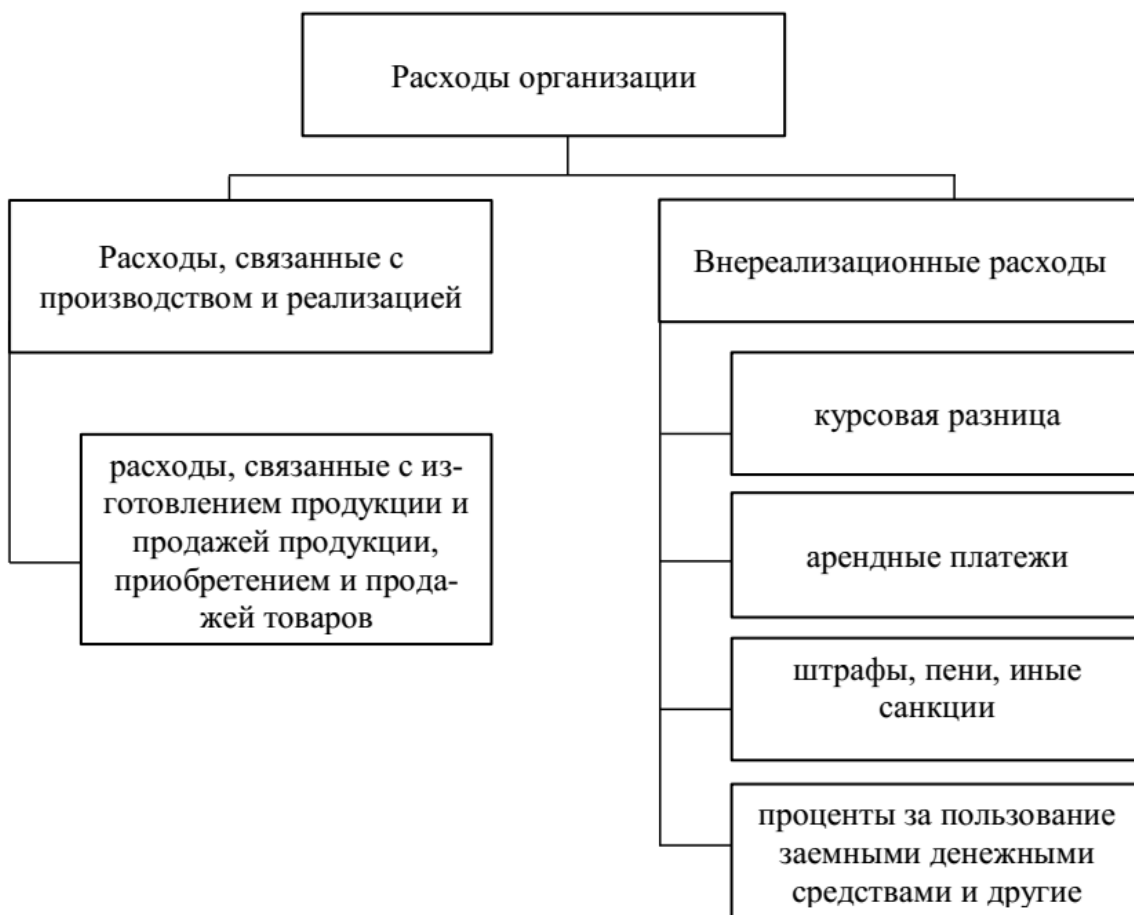 Расходы организации
Расходы, связанные с
производством и реализацией
расходы, связанные с из-
готовлением продукции и
продажей продукции,
приобретением и прода-
жей товаров
Внереализационные расходы
курсовая разница
арендные платежи
штрафы, пени, иные
санкции
проценты за пользование
заемными денежными
средствами и другие